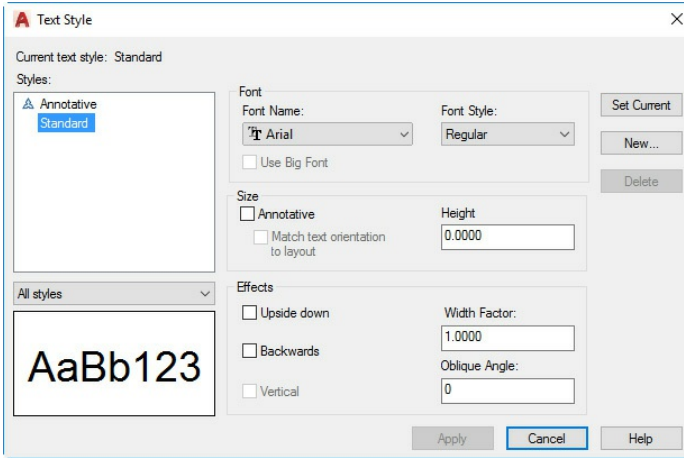 Text Style
Current text style: Standard
Styles:
Annotative
Standard
All styles
AaBb123
Font
Font Name:
Arial
Font Style:
Regular
Use Big Font
Size
Annotative
Match text orientation
to layout
Height
0.0000
Effects
Upside down
Backwards
Vertical
Width Factor:
1.0000
Oblique Angle:
0
Set Current
New...
Delete
Apply
Cancel
Help